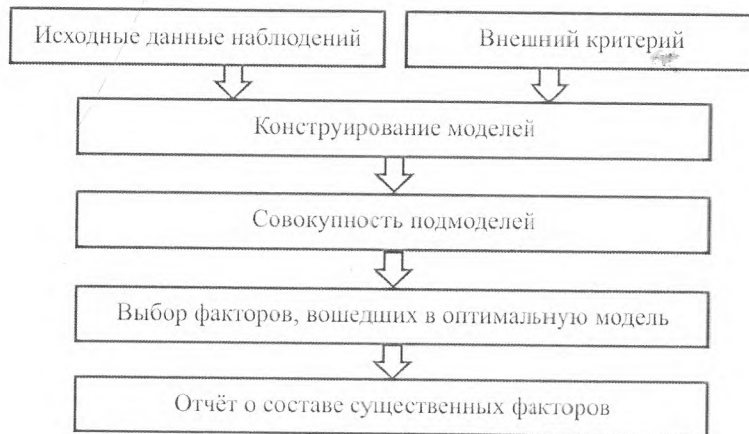 Исходные данные наблюдений
Внешний критерий
Конструирование моделей
Совокупность подмоделей
Выбор факторов, вошедших в оптимальную модель
Отчёт о составе существенных факторов